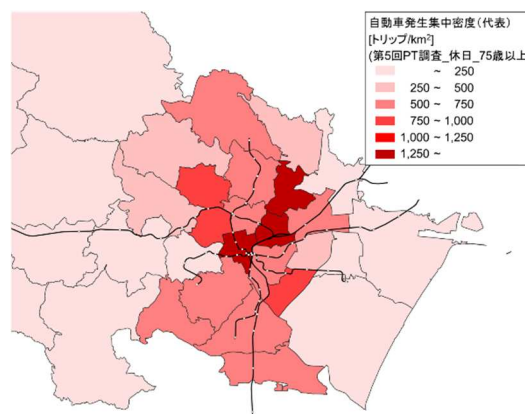 自動車発生集中密度(代表)
[トリップ/km²]
(第5回PT調査_休日_75歳以上
~ 250
250 ~ 500
500 ~ 750
750 ~ 1,000
1,000 ~ 1,250
1,250 ~